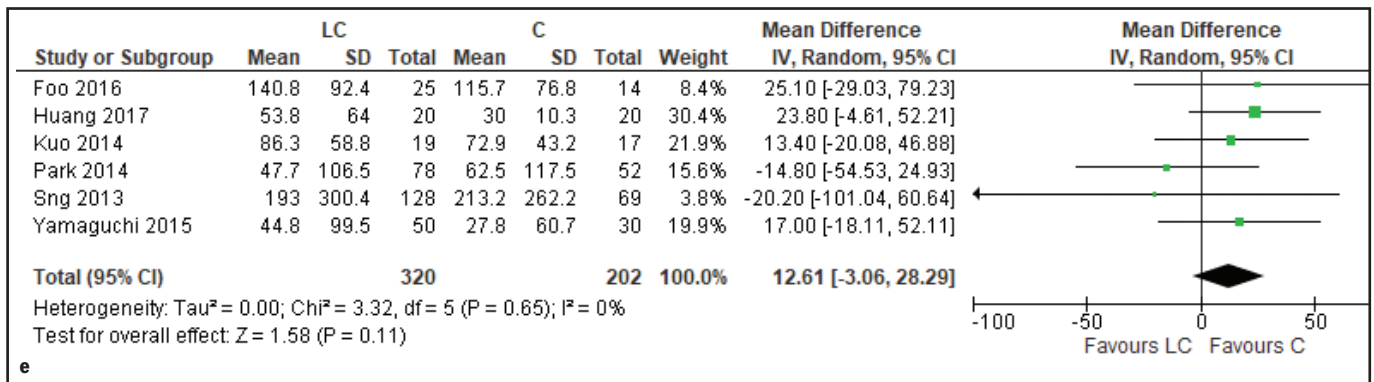 LC C Mean Difference Mean Difference
Study or Subgroup Mean SD Total Mean SD Total Weight IV, Random, 95% CI IV, Random, 95% CI
Foo 2016 140.8 92.4 25 115.7 76.8 14 8.4% 25.10 [-29.03, 79.23]
Huang 2017 53.8 64 20 30 10.3 20 30.4% 23.80 [-4.61, 52.21]
Kuo 2014 86.3 58.8 19 72.9 43.2 17 21.9% 13.40 [-20.08, 46.88]
Park 2014 47.7 106.5 78 62.5 117.5 52 15.6% -14.80 [-54.53, 24.93]
Sng 2013 193 300.4 128 213.2 262.2 69 3.8% -20.20 [-101.04, 60.64]
Yamaguchi 2015 44.8 99.5 50 27.8 60.7 30 19.9% 17.00 [-18.11, 52.11]
Total (95% CI) 320 202 100.0% 12.61 [-3.06, 28.29]
Heterogeneity: Tau² = 0.00; Chi² = 3.32, df = 5 (P = 0.65); I² = 0%
Test for overall effect: Z = 1.58 (P = 0.11)
-100 -50 0 50
Favours LC Favours C
e